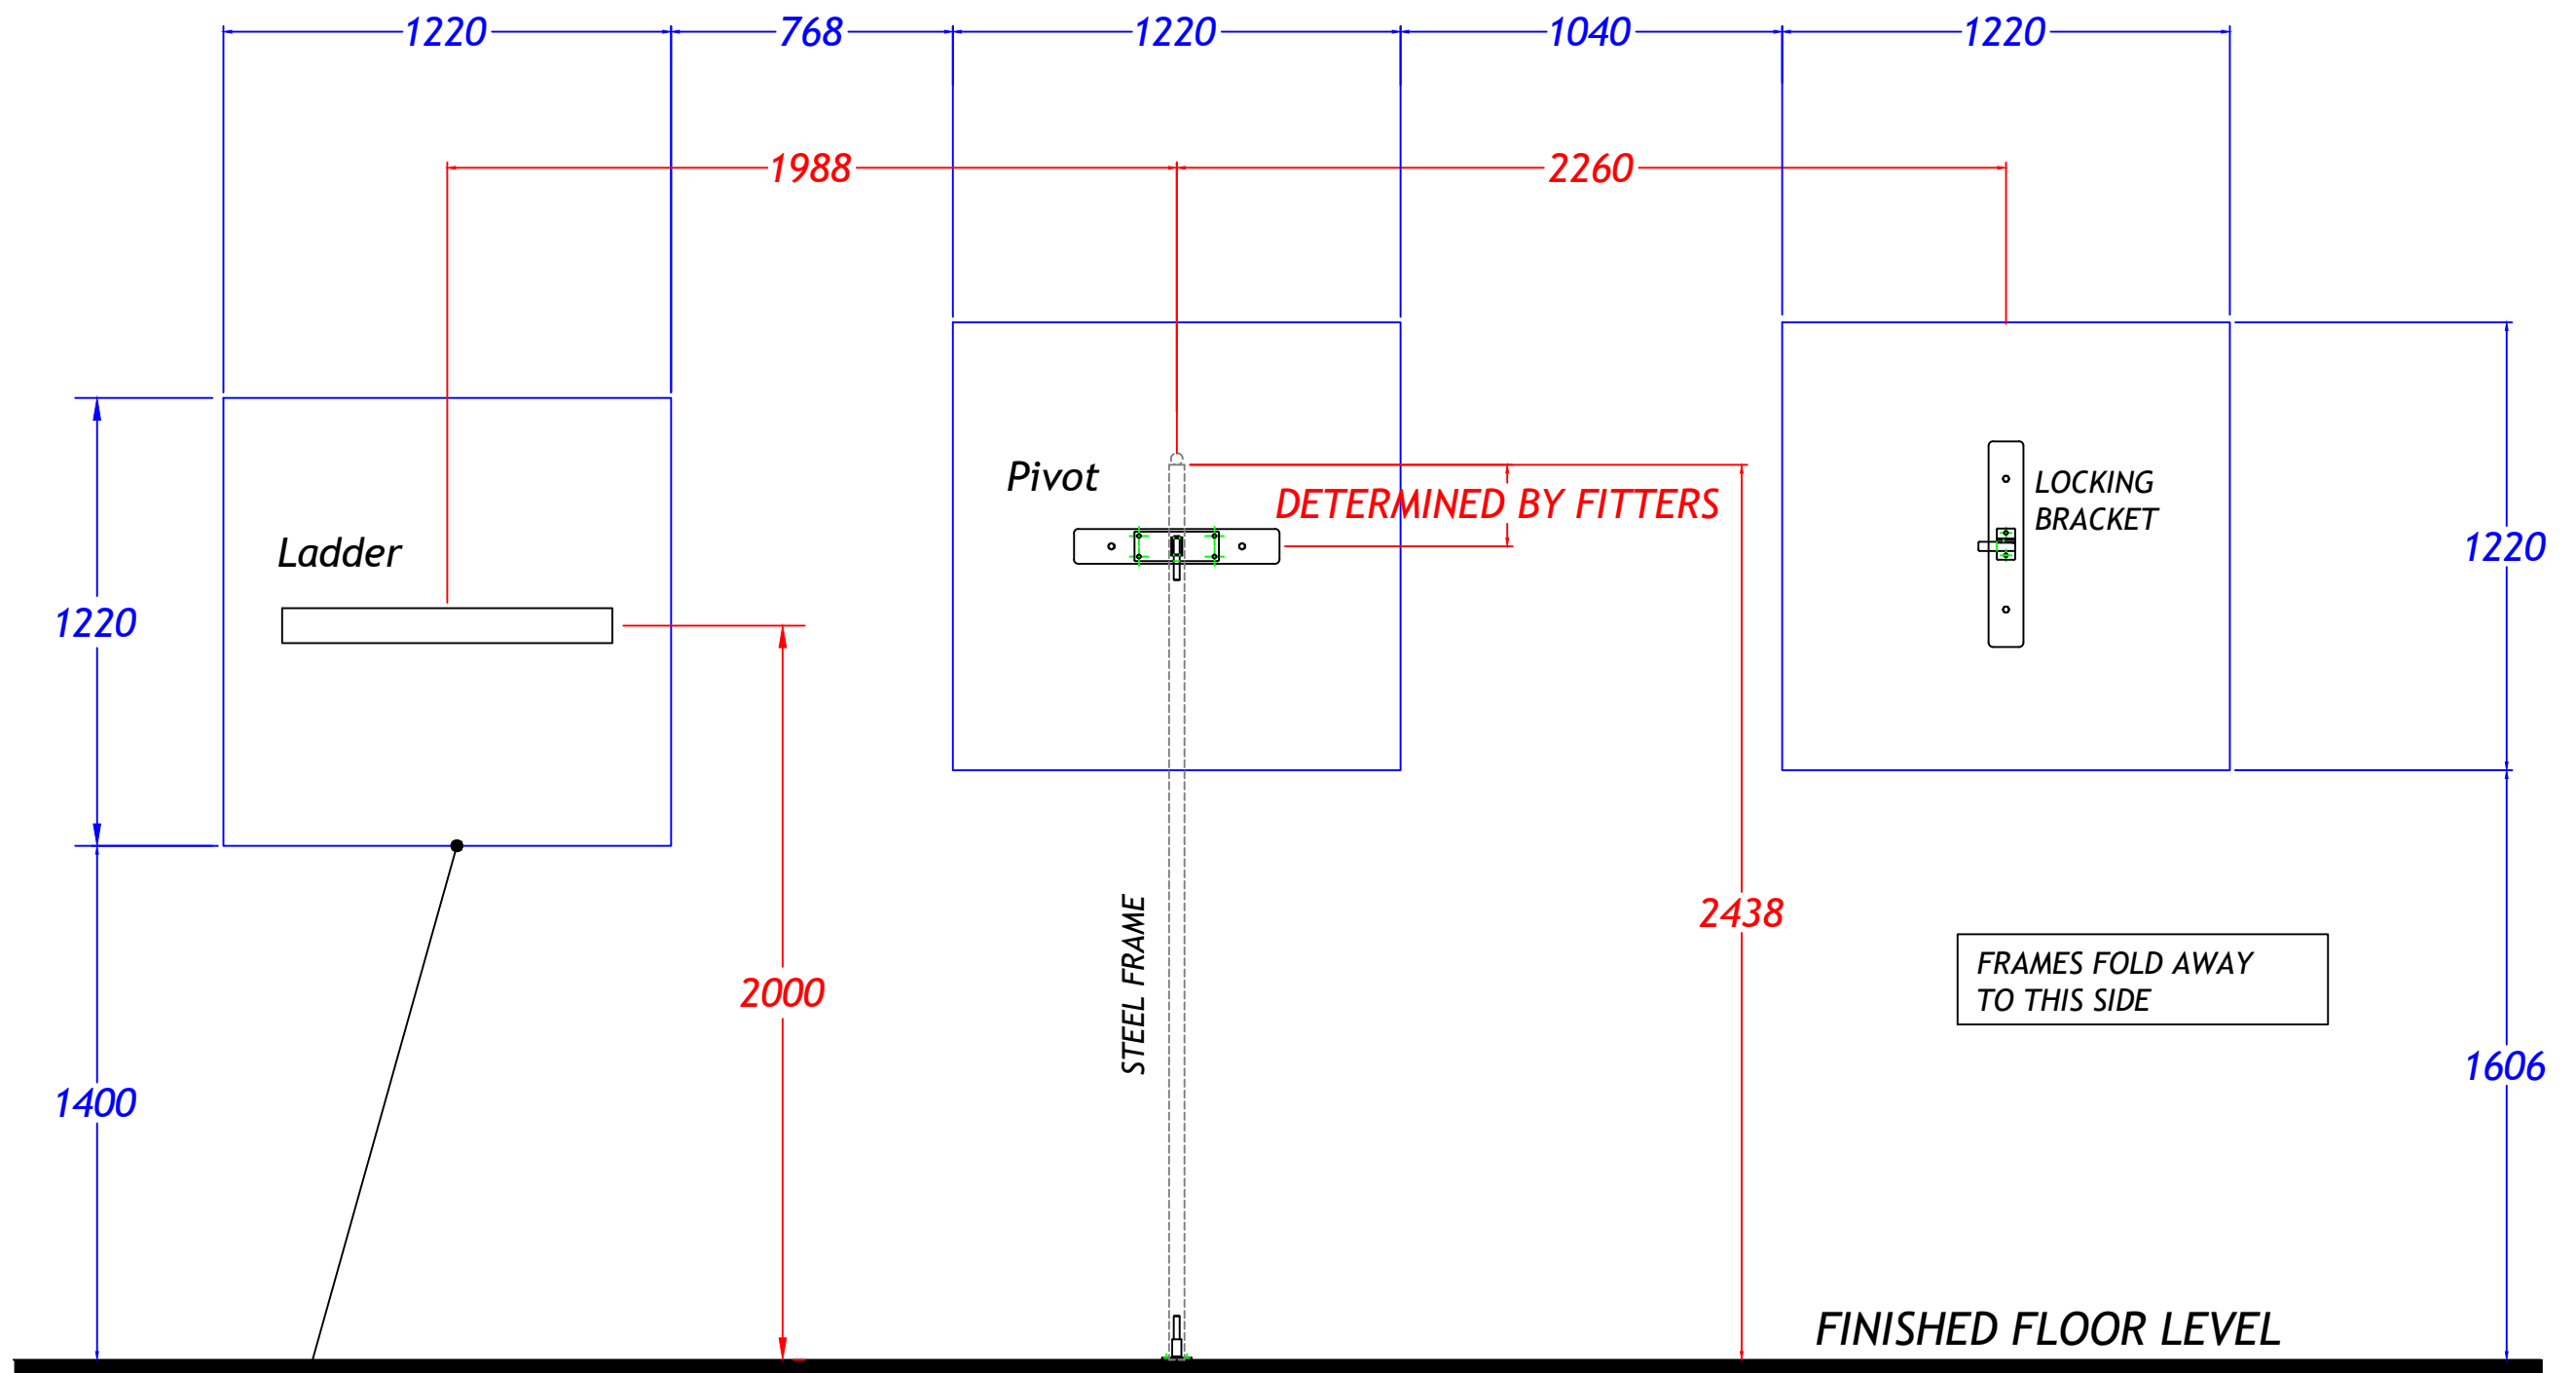 1220 768 1220 1040 1220
1988 2260
Pivot
LOCKING
BRACKET
DETERMINED BY FITTERS
Ladder
1220
1220
2438
STEEL FRAME
FRAMES FOLD AWAY
TO THIS SIDE
2000
1400
1606
FINISHED FLOOR LEVEL